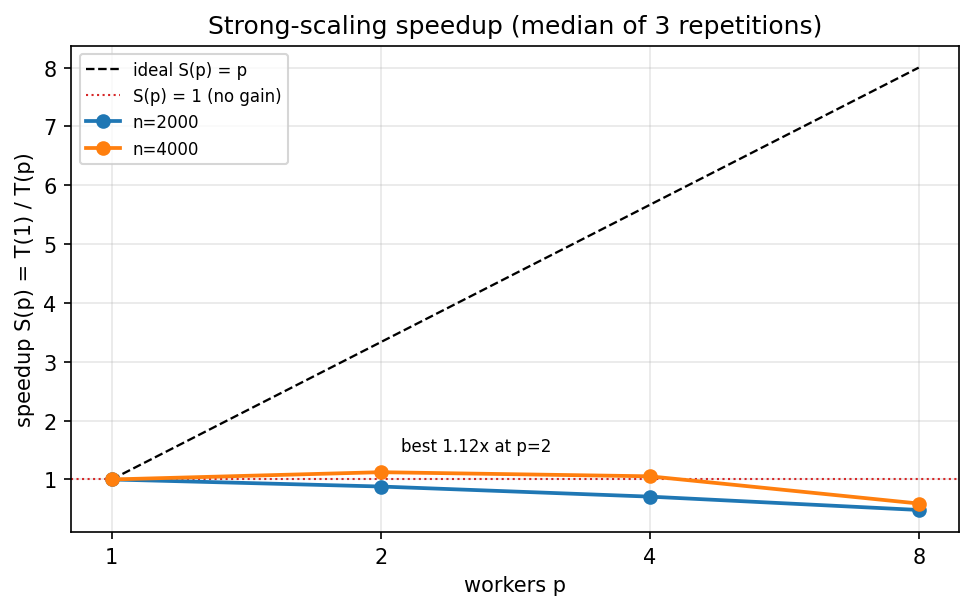 Strong-scaling speedup (median of 3 repetitions)
ideal S(p) = p
S(p) = 1 (no gain)
n=2000
n=4000
speedup S(p) = T(1) / T(p)
8
7
6
5
4
3
2
1
best 1.12x at p=2
1
2
4
8
workers p